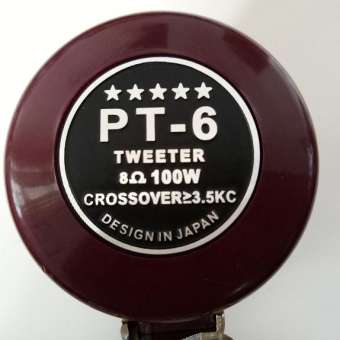 ★★★★★
PT-6
TWEETER
8Ω 100W
CROSSOVER≥3.5KC
DESIGN IN JAPAN